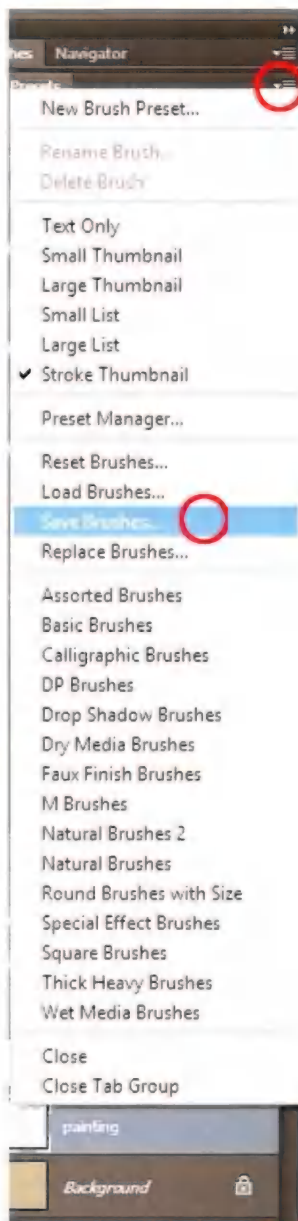 hes Navigator
Presets
New Brush Preset...
Rename Brush...
Delete Brush
Text Only
Small Thumbnail
Large Thumbnail
Small List
Large List
Stroke Thumbnail
Preset Manager...
Reset Brushes...
Load Brushes...
Save Brushes...
Replace Brushes...
Assorted Brushes
Basic Brushes
Calligraphic Brushes
DP Brushes
Drop Shadow Brushes
Dry Media Brushes
Faux Finish Brushes
M Brushes
Natural Brushes 2
Natural Brushes
Round Brushes with Size
Special Effect Brushes
Square Brushes
Thick Heavy Brushes
Wet Media Brushes
Close
Close Tab Group
painting
Background